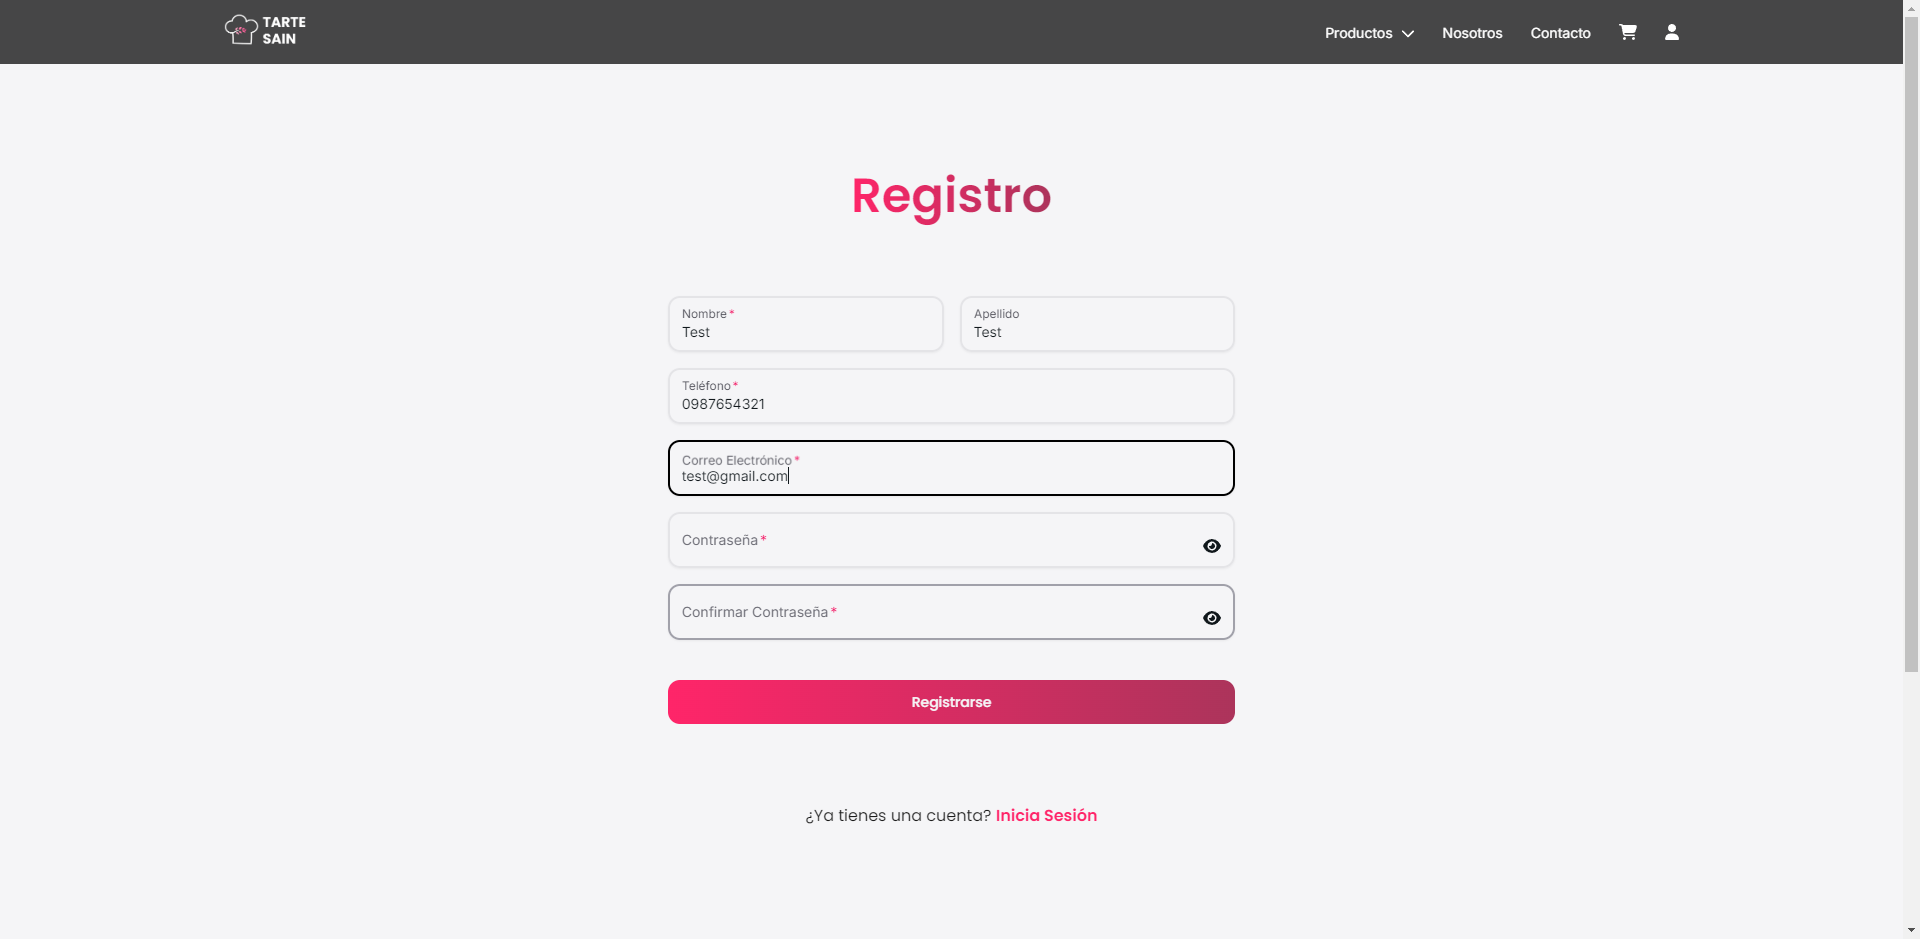 TARTE
SAIN
Productos Nosotros Contacto
Registro
Nombre* Apellido
Test Test
Teléfono*
0987654321
Correo Electrónico*
test@gmail.com
Contraseña*
Confirmar Contraseña*
Registrarse
¿Ya tienes una cuenta? Inicia Sesión